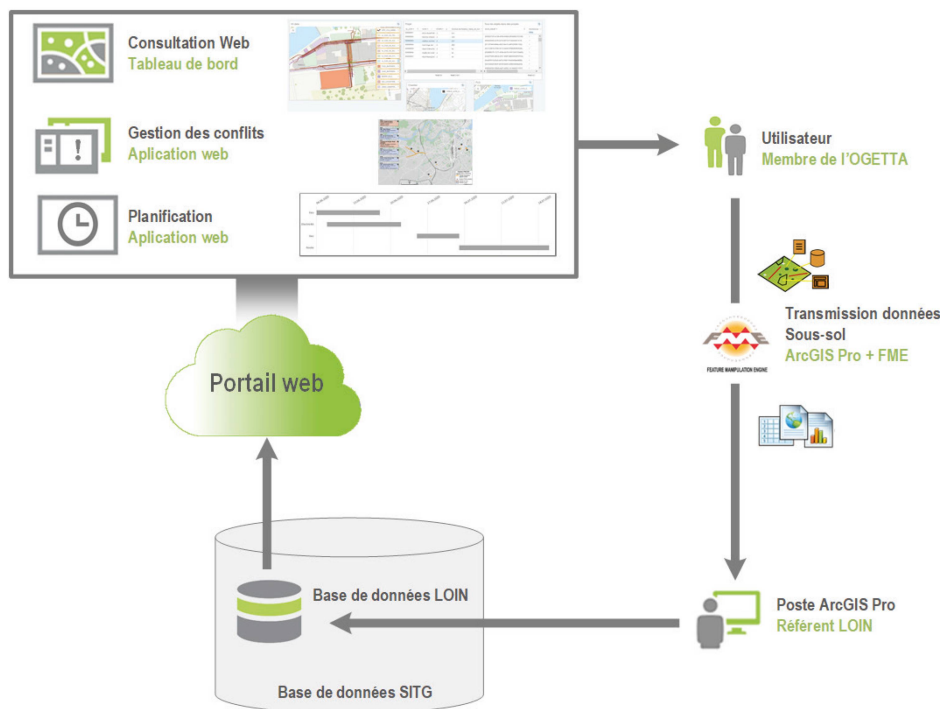 Consultation Web
Tableau de bord
Gestion des conflits
Aplication web
Planification
Aplication web
Utilisateur
Membre de l'OGETTA
Transmission données
Sous-sol
ArcGIS Pro + FME
FME
FEATURE MANIPULATION ENGINE
Portail web
Base de données LOIN
Poste ArcGIS Pro
Référent LOIN
Base de données SITG